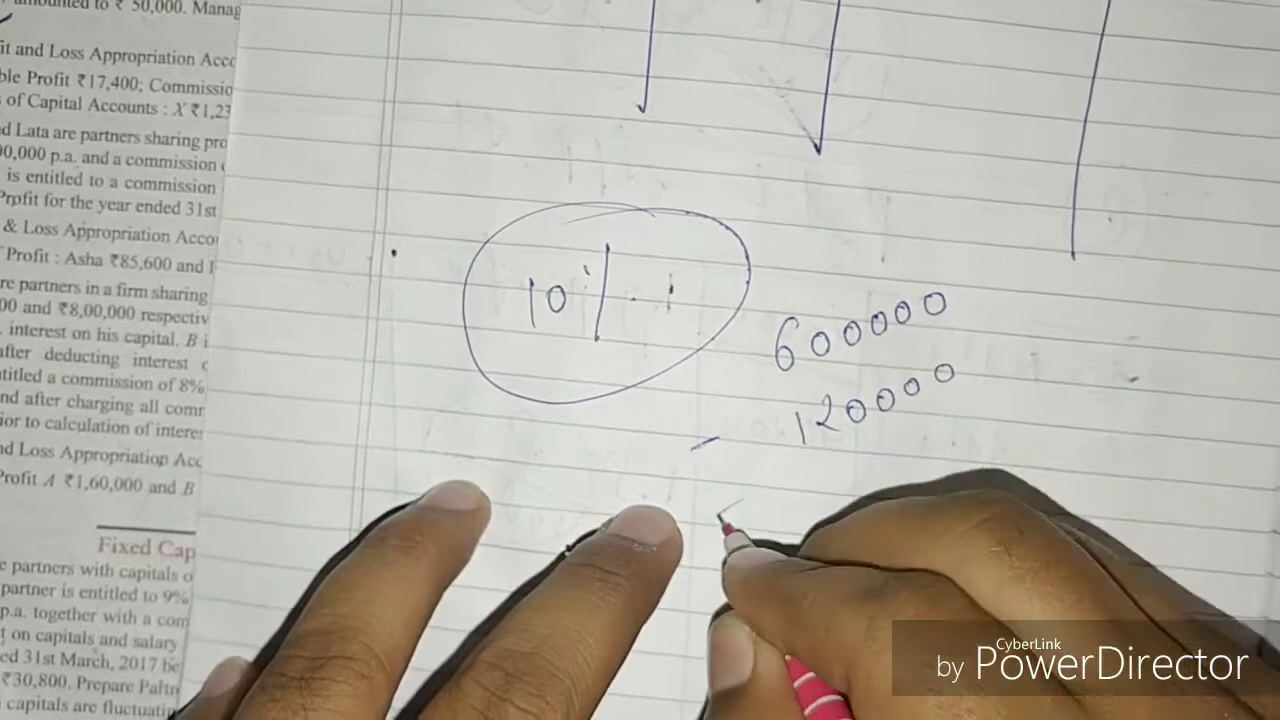 amounted to ₹ 50,000. Manag
it and Loss Appropriation Acc
ble Profit ₹17,400; Commissio
s of Capital Accounts : X ₹1,23
d Lata are partners sharing pro
00,000 p.a. and a commission
is entitled to a commission
Profit for the year ended 31st
& Loss Appropriation Accou
Profit : Asha ₹85,600 and
re partners in a firm sharing
00 and ₹8,00,000 respectiv
interest on his capital. B i
after deducting interest
titled a commission of 8%
nd after charging all com
ior to calculation of intere
nd Loss Appropriation Acc
Profit A ₹1,60,000 and B
Fixed Cap
e partners with capitals o
partner is entitled to 9%
p.a. together with a com
t on capitals and salary
ed 31st March, 2017 be
₹30,800. Prepare
capitals are fluctuatin
10
600000
- 120000
CyberLink
by PowerDirector